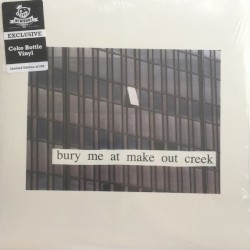 EXCLUSIVE
Coke Bottle
Vinyl
bury me at make out creek